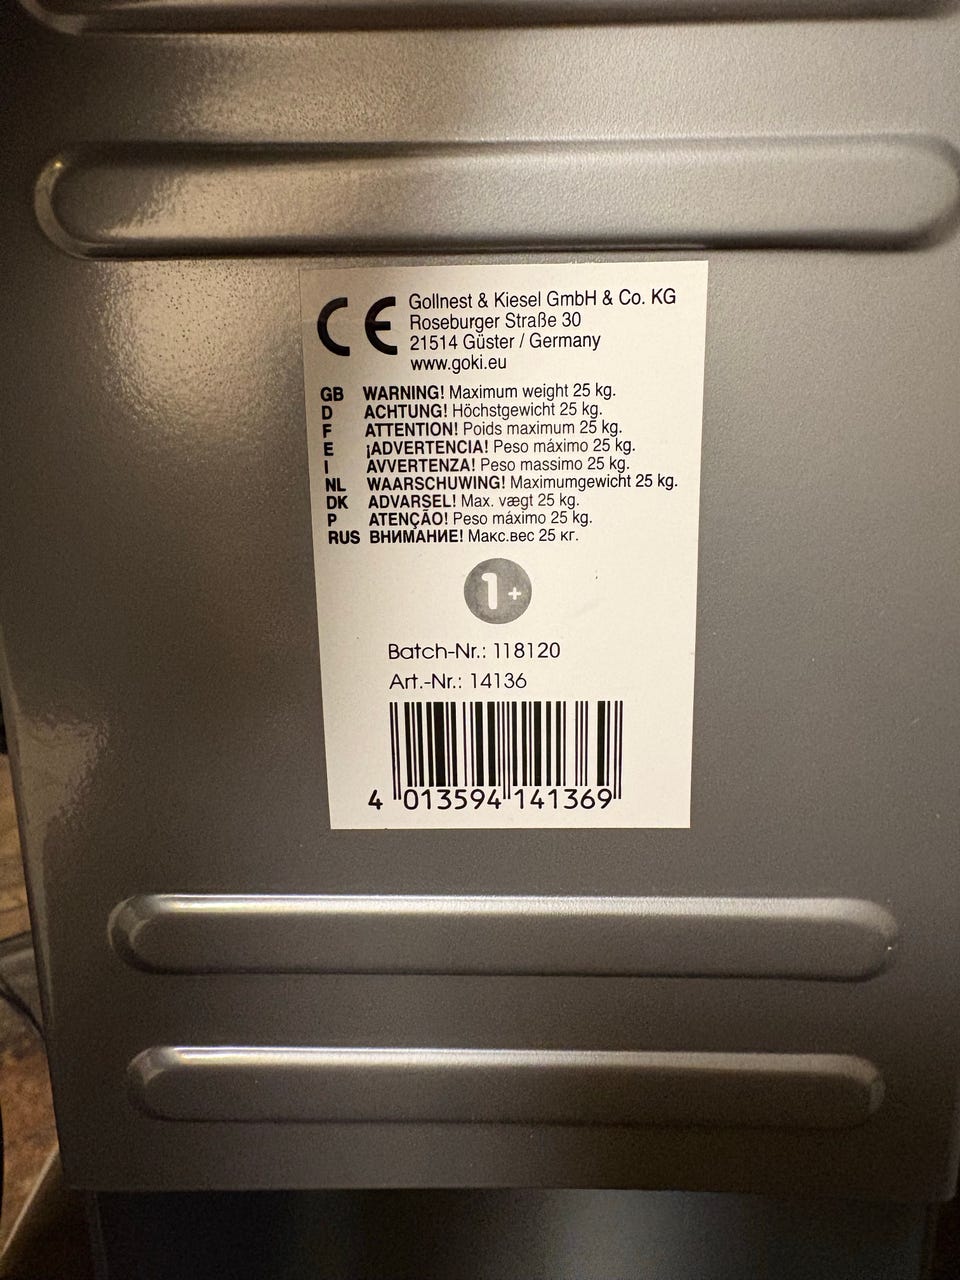 CE Gollnest & Kiesel GmbH & Co. KG
Roseburger Straße 30
21514 Güster / Germany
www.goki.eu
GB WARNING! Maximum weight 25 kg.
D ACHTUNG! Höchstgewicht 25 kg.
F ATTENTION! Poids maximum 25 kg.
E ¡ADVERTENCIA! Peso máximo 25 kg.
I AVVERTENZA! Peso massimo 25 kg.
NL WAARSCHUWING! Maximumgewicht 25 kg.
DK ADVARSEL! Max. vægt 25 kg.
P ATENÇÃO! Peso máximo 25 kg.
RUS ВНИМАНИЕ! Макс.вес 25 кг.
1+
Batch-Nr.: 118120
Art.-Nr.: 14136
4 013594 141369